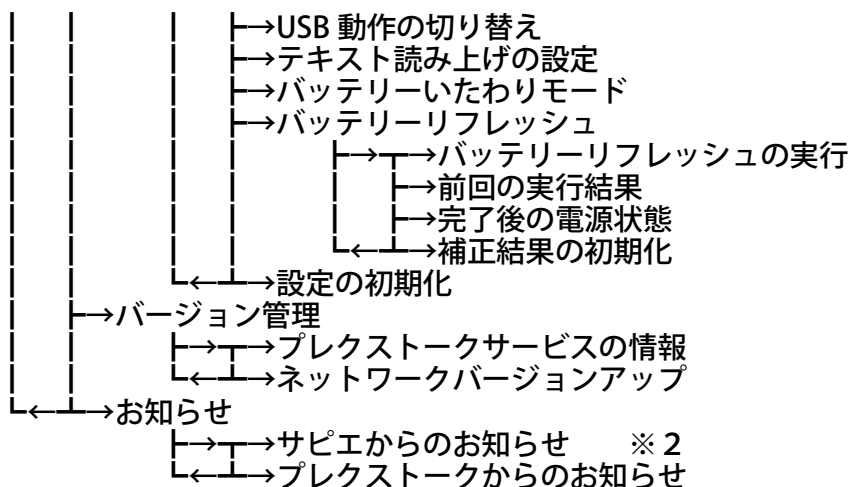 USB 動作の切り替え
テキスト読み上げの設定
バッテリーいたわりモード
バッテリーリフレッシュ
バッテリーリフレッシュの実行
前回の実行結果
完了後の電源状態
補正結果の初期化
設定の初期化
バージョン管理
プレクストークサービスの情報
ネットワークバージョンアップ
お知らせ
サピエからのお知らせ ※2
プレクストークからのお知らせ